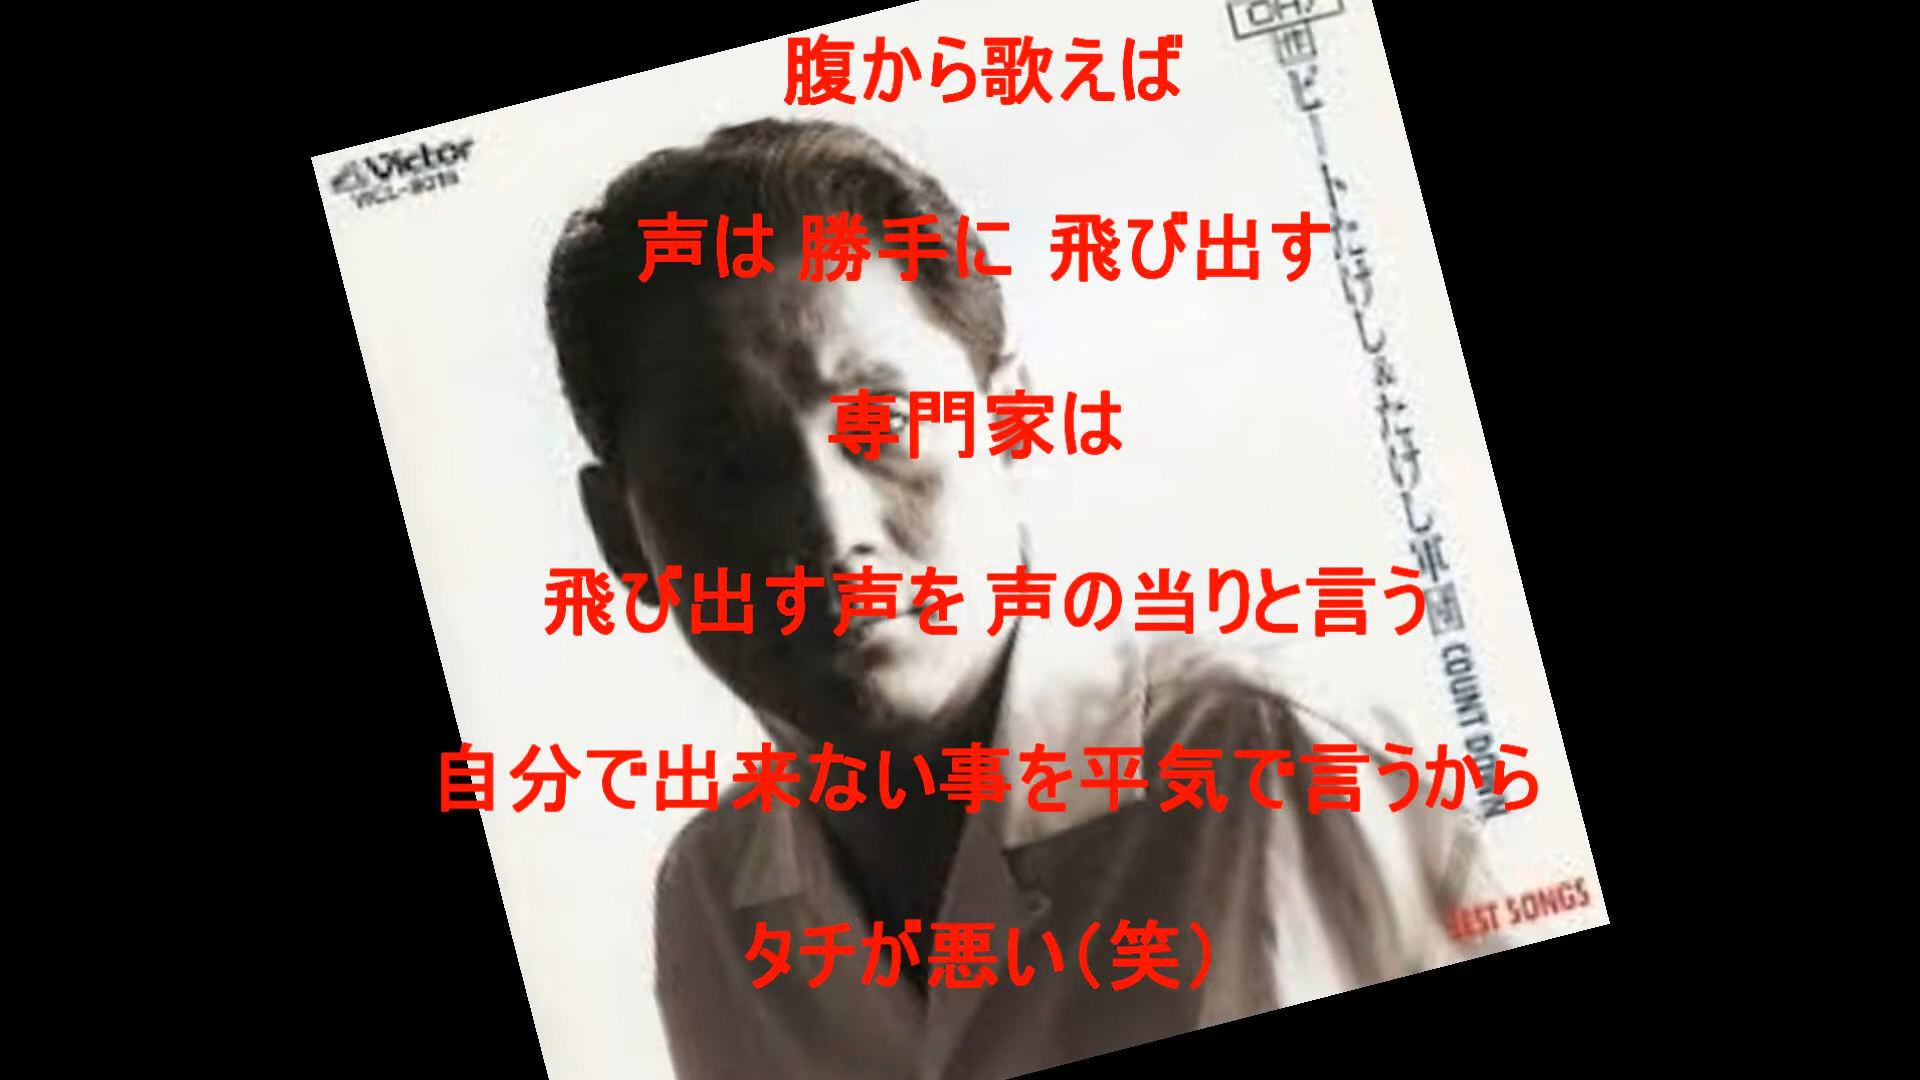 腹から歌えば
声は 勝手に 飛び出す
専門家は
飛び出す声を 声の当りと言う
自分で出来ない事を平気で言うから
タチが悪い（笑）
Victor
ビートたけし&たけし軍団 COUNT DOWN
BEST SONGS